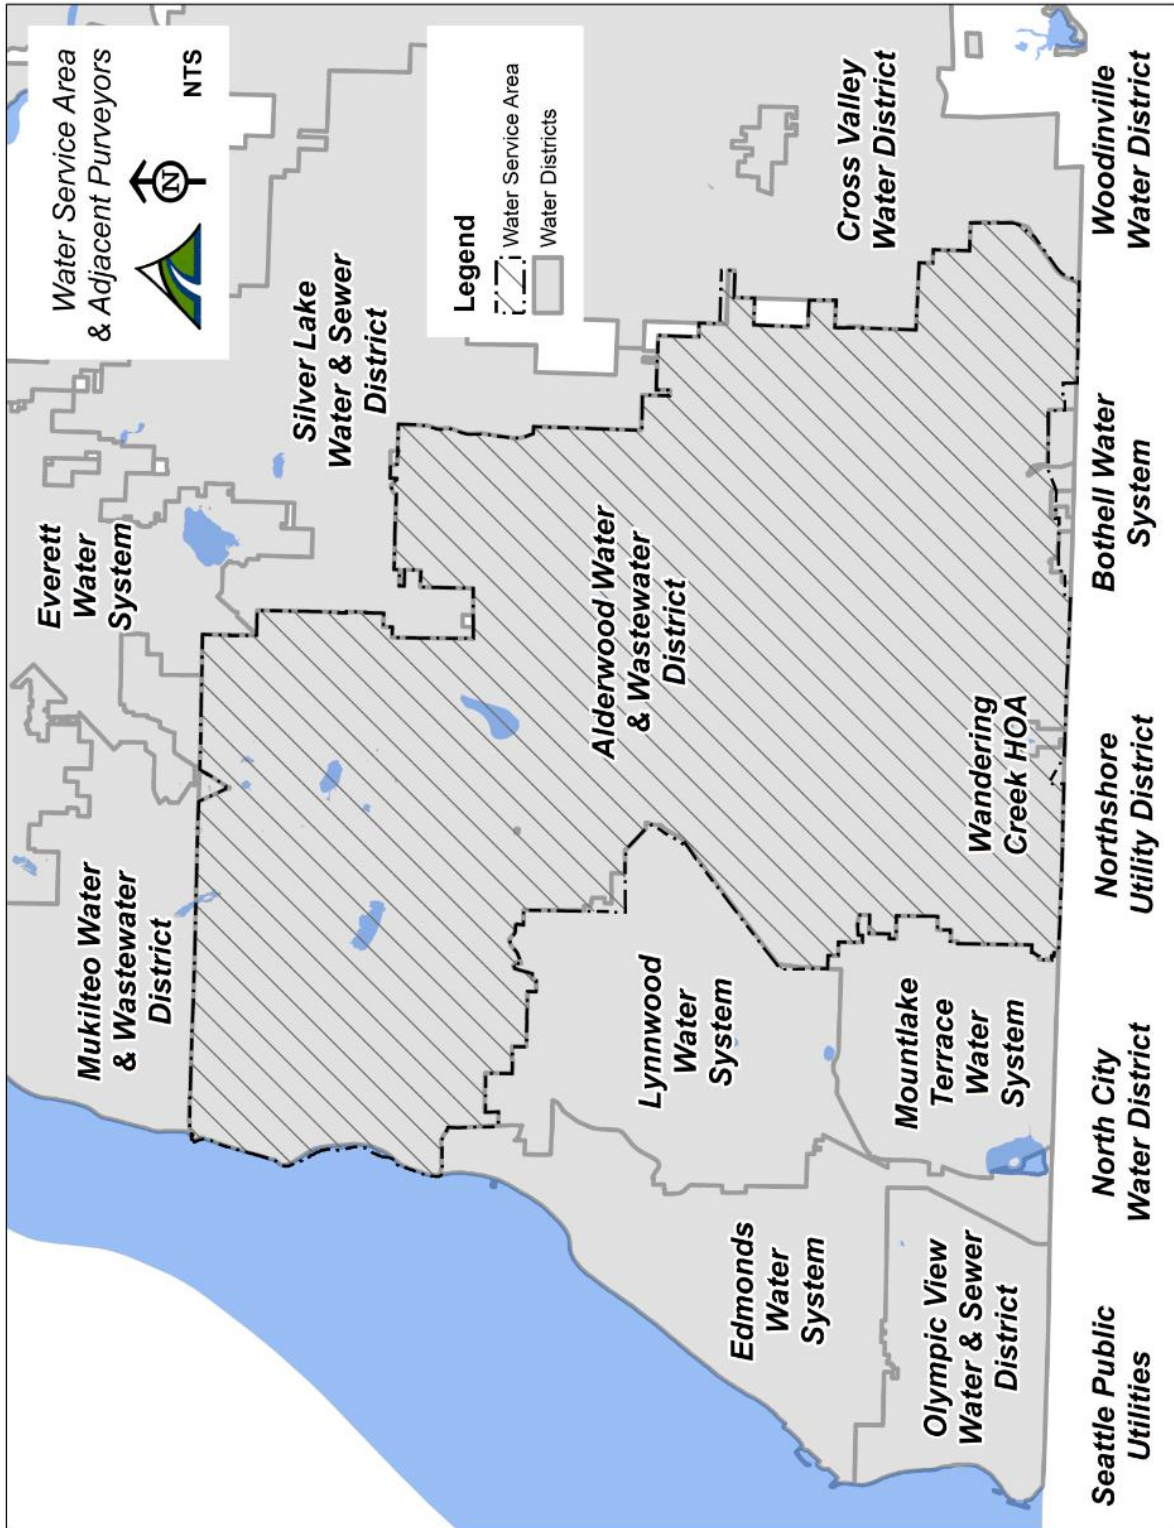 Water Service Area
& Adjacent Purveyors
N
NTS
Legend
Water Service Area
Water Districts
Mukilteo Water
& Wastewater
District
Everett
Water
System
Silver Lake
Water & Sewer
District
Alderwood Water
& Wastewater
District
Lynnwood
Water
System
Edmonds
Water
System
Cross Valley
Water District
Mountlake
Terrace
Water
System
Olympic View
Water & Sewer
District
Wandering
Creek HOA
Seattle Public
Utilities
North City
Water District
Northshore
Utility District
Bothell Water
System
Woodinville
Water District